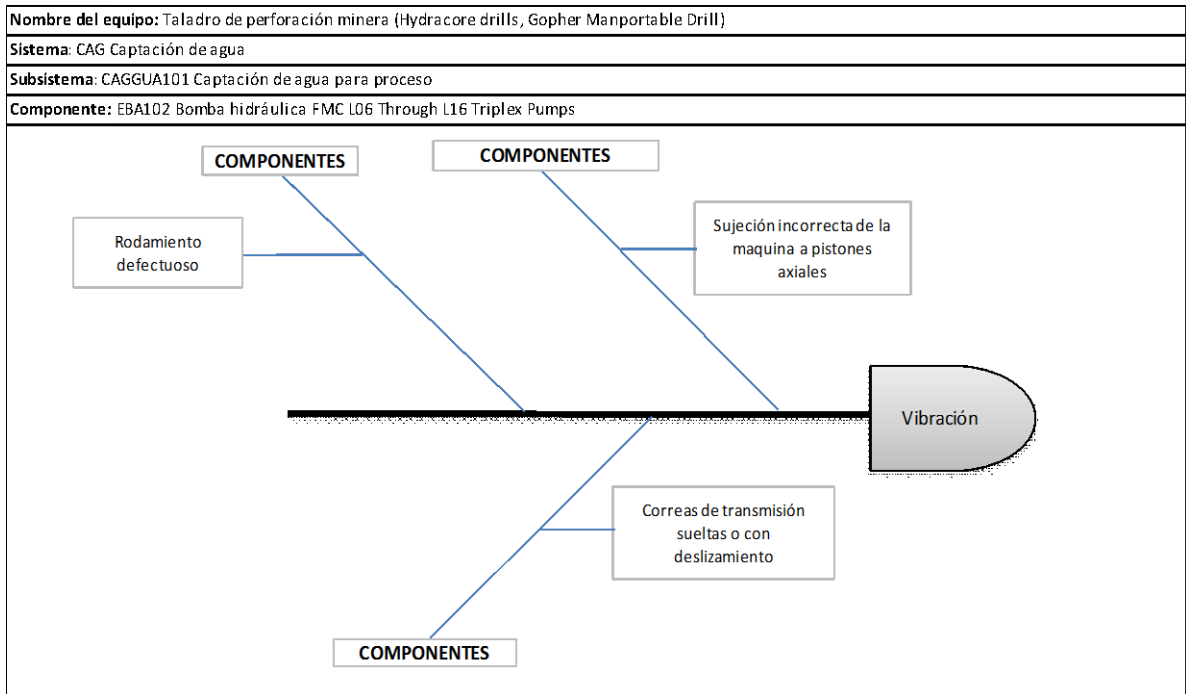 Nombre del equipo: Taladro de perforación minera (Hydracore drills, Gopher Manportable Drill)
Sistema: CAG Captación de agua
Subsistema: CAGGUA101 Captación de agua para proceso
Componente: EBA102 Bomba hidráulica FMC L06 Through L16 Triplex Pumps
COMPONENTES
COMPONENTES
Rodamiento
defectuoso
Sujeción incorrecta de la
maquina a pistones
axiales
Vibración
Correas de transmisión
sueltas o con
deslizamiento
COMPONENTES